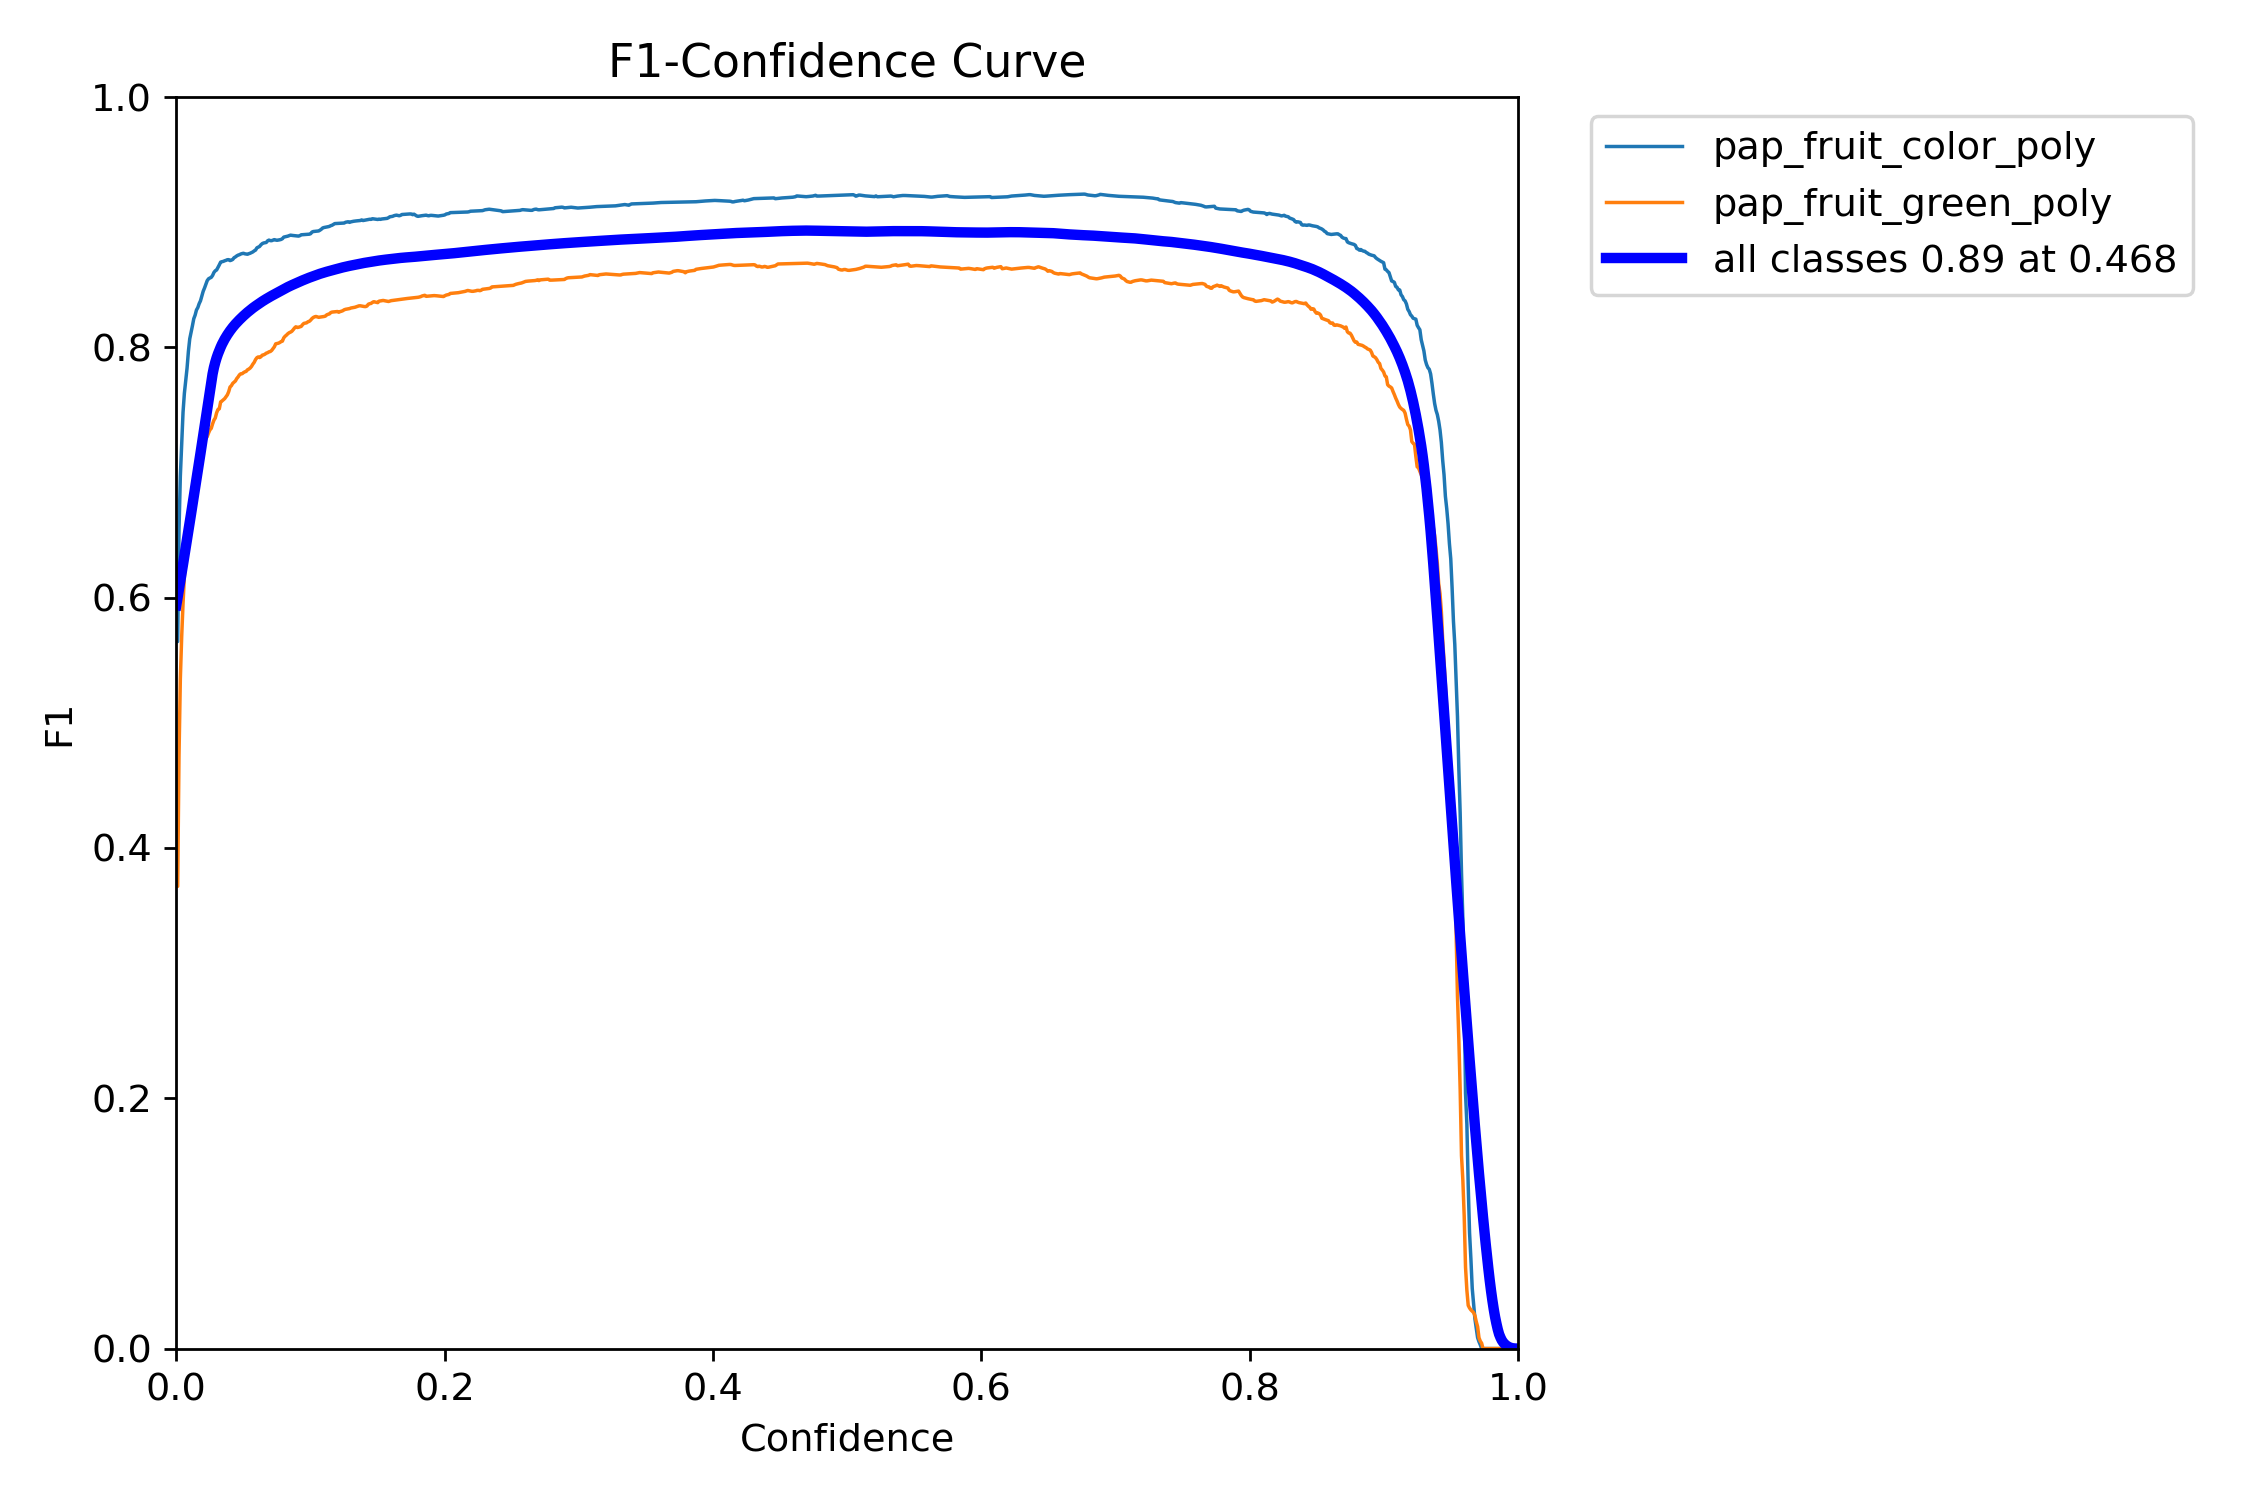 F1-Confidence Curve
1.0
0.8
0.6
0.4
0.2
0.0
F1
0.0 0.2 0.4 0.6 0.8 1.0
Confidence
pap_fruit_color_poly
pap_fruit_green_poly
all classes 0.89 at 0.468